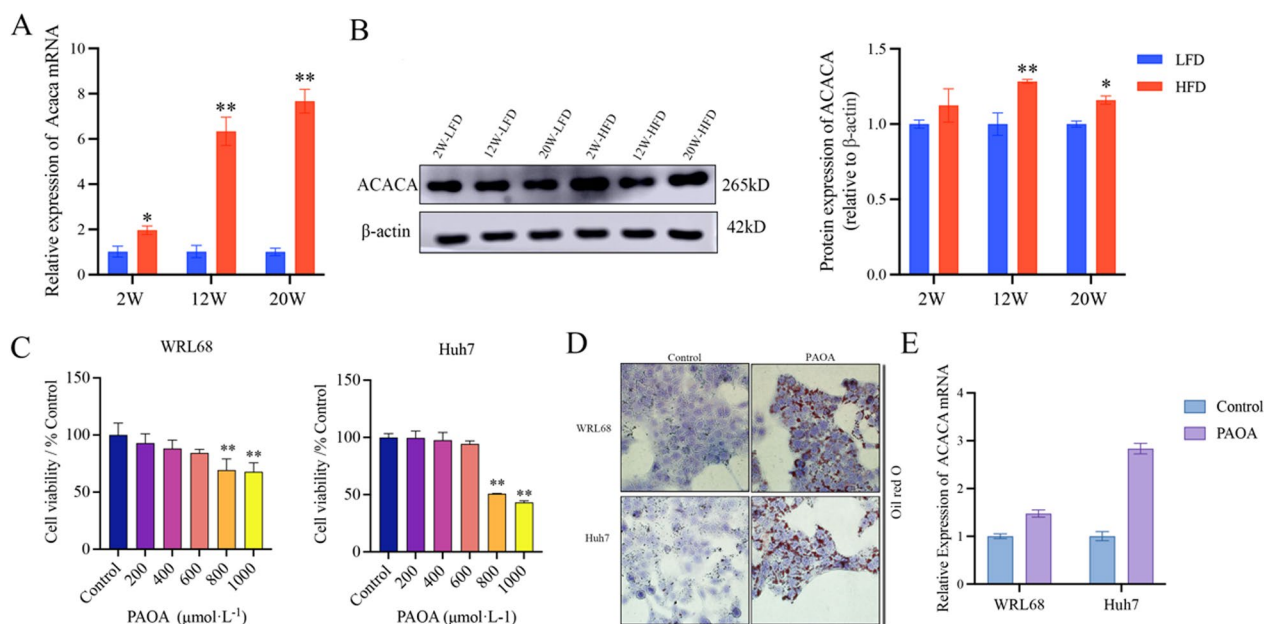 A
Relative expression of Acaca mRNA
10
8
6
4
2
0
*
**
**
2W
12W
20W
B
2W-LFD
12W-LFD
20W-LFD
2W-HFD
12W-HFD
20W-HFD
ACACA
265kD
β-actin
42kD
Protein expression of ACACA
(relative to β-actin)
1.5
1.0
0.5
0.0
**
*
2W
12W
20W
LFD
HFD
C
WRL68
Cell viability / % Control
150
100
50
0
**
**
Control
200
400
600
800
1000
PAOA (μmol·L⁻¹)
Huh7
Cell viability /% Control
150
100
50
0
**
**
Control
200
400
600
800
1000
PAOA (μmol·L-1)
D
Control
PAOA
WRL68
Huh7
Oil red O
E
Relative Expression of ACACA mRNA
4
3
2
1
0
WRL68
Huh7
Control
PAOA